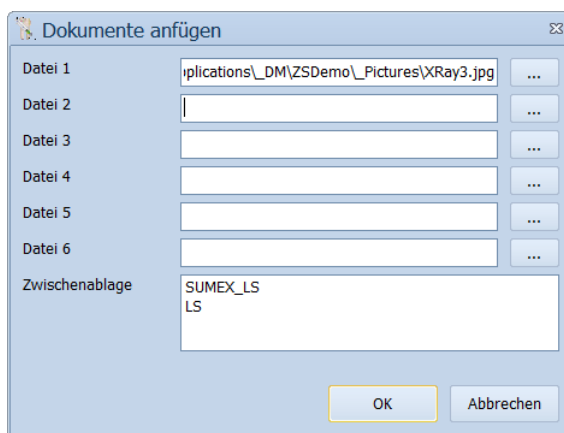 Dokumente anfügen
Datei 1
plications\_DM\ZSDemo\_Pictures\XRay3.jpg
...
Datei 2
...
Datei 3
...
Datei 4
...
Datei 5
...
Datei 6
...
Zwischenablage
SUMEX_LS
LS
OK
Abbrechen